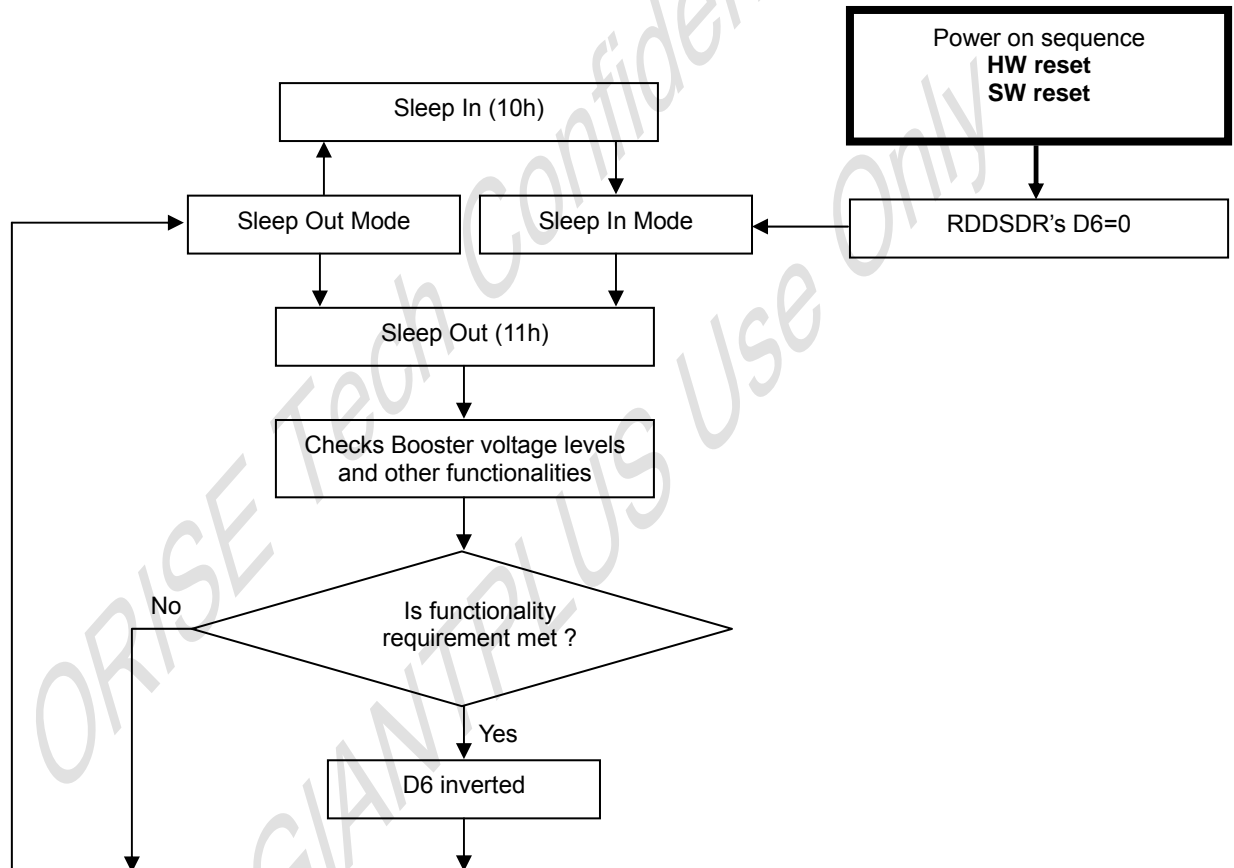 Power on sequence
HW reset
SW reset
Sleep In (10h)
Sleep Out Mode
Sleep In Mode
RDDSDR's D6=0
Sleep Out (11h)
Checks Booster voltage levels
and other functionalities
No
Is functionality
requirement met ?
Yes
D6 inverted
ORISE Tech Confiden
GIANTPLUS Use Only